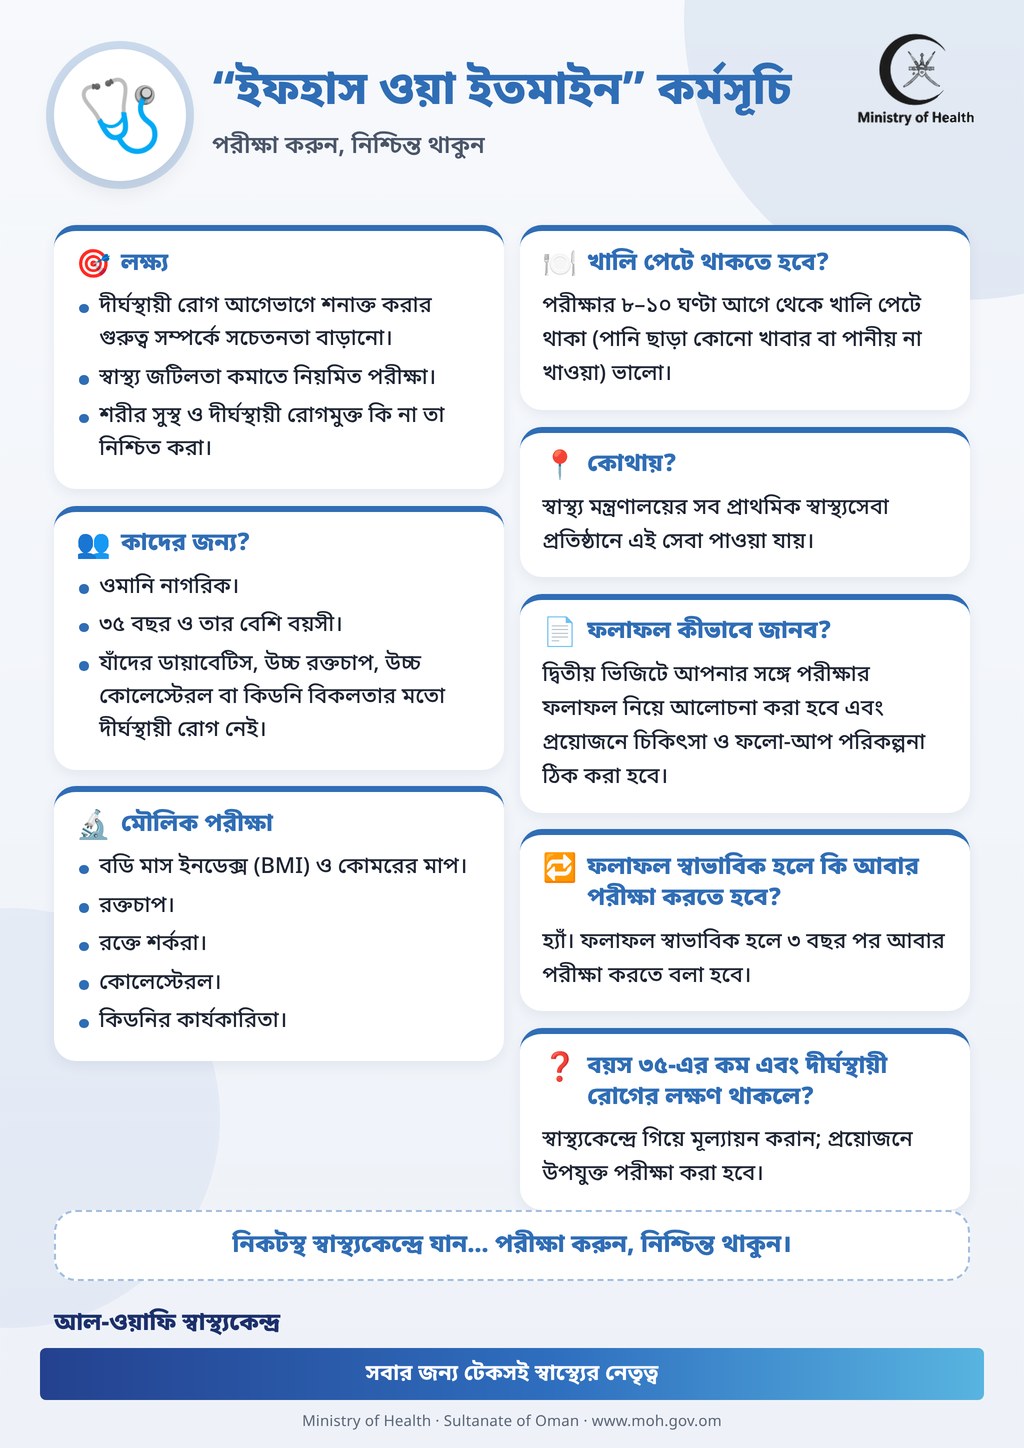 “ইফহাস ওয়া ইতমাইন” কর্মসূচি
পরীক্ষা করুন, নিশ্চিন্ত থাকুন
Ministry of Health
লক্ষ্য
দীর্ঘস্থায়ী রোগ আগেভাগে শনাক্ত করার
গুরুত্ব সম্পর্কে সচেতনতা বাড়ানো।
স্বাস্থ্য জটিলতা কমাতে নিয়মিত পরীক্ষা।
শরীর সুস্থ ও দীর্ঘস্থায়ী রোগমুক্ত কি না তা
নিশ্চিত করা।
কাদের জন্য?
ওমানি নাগরিক।
৩৫ বছর ও তার বেশি বয়সী।
যাঁদের ডায়াবেটিস, উচ্চ রক্তচাপ, উচ্চ
কোলেস্টেরল বা কিডনি বিকলতার মতো
দীর্ঘস্থায়ী রোগ নেই।
মৌলিক পরীক্ষা
বডি মাস ইনডেক্স (BMI) ও কোমরের মাপ।
রক্তচাপ।
রক্তে শর্করা।
কোলেস্টেরল।
কিডনির কার্যকারিতা।
খালি পেটে থাকতে হবে?
পরীক্ষার ৮–১০ ঘণ্টা আগে থেকে খালি পেটে
থাকা (পানি ছাড়া কোনো খাবার বা পানীয় না
খাওয়া) ভালো।
কোথায়?
স্বাস্থ্য মন্ত্রণালয়ের সব প্রাথমিক স্বাস্থ্যসেবা
প্রতিষ্ঠানে এই সেবা পাওয়া যায়।
ফলাফল কীভাবে জানব?
দ্বিতীয় ভিজিটে আপনার সঙ্গে পরীক্ষার
ফলাফল নিয়ে আলোচনা করা হবে এবং
প্রয়োজনে চিকিৎসা ও ফলো-আপ পরিকল্পনা
ঠিক করা হবে।
ফলাফল স্বাভাবিক হলে কি আবার
পরীক্ষা করতে হবে?
হ্যাঁ। ফলাফল স্বাভাবিক হলে ৩ বছর পর আবার
পরীক্ষা করতে বলা হবে।
বয়স ৩৫-এর কম এবং দীর্ঘস্থায়ী
রোগের লক্ষণ থাকলে?
স্বাস্থ্যকেন্দ্রে গিয়ে মূল্যায়ন করান; প্রয়োজনে
উপযুক্ত পরীক্ষা করা হবে।
নিকটস্থ স্বাস্থ্যকেন্দ্রে যান... পরীক্ষা করুন, নিশ্চিন্ত থাকুন।
আল-ওয়াফি স্বাস্থ্যকেন্দ্র
সবার জন্য টেকসই স্বাস্থ্যের নেতৃত্ব
Ministry of Health · Sultanate of Oman · www.moh.gov.om